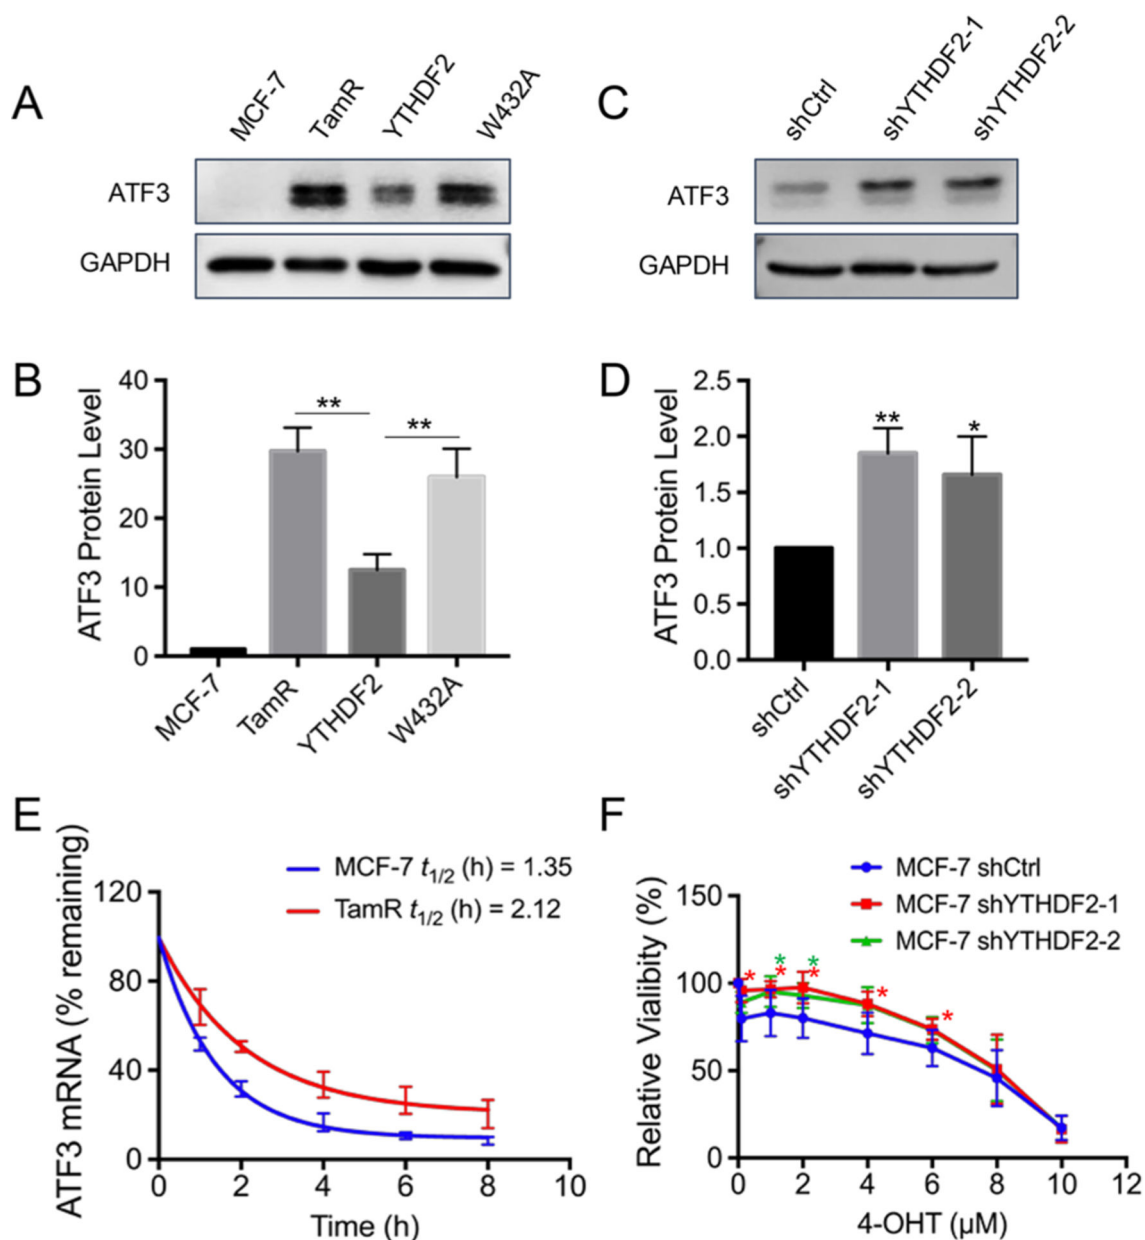 A
MCF-7
TamR
YTHDF2
W432A
ATF3
GAPDH
C
shCtrl
shYTHDF2-1
shYTHDF2-2
ATF3
GAPDH
B
ATF3 Protein Level
40
30
20
10
0
**
**
MCF-7
TamR
YTHDF2
W432A
D
ATF3 Protein Level
2.5
2.0
1.5
1.0
0.5
0.0
**
*
shCtrl
shYTHDF2-1
shYTHDF2-2
E
ATF3 mRNA (% remaining)
MCF-7 t1/2 (h) = 1.35
TamR t1/2 (h) = 2.12
120
80
40
0
0 2 4 6 8 10
Time (h)
F
Relative Vialibity (%)
MCF-7 shCtrl
MCF-7 shYTHDF2-1
MCF-7 shYTHDF2-2
150
100
50
0
* *
* * * * *
0 2 4 6 8 10 12
4-OHT (µM)